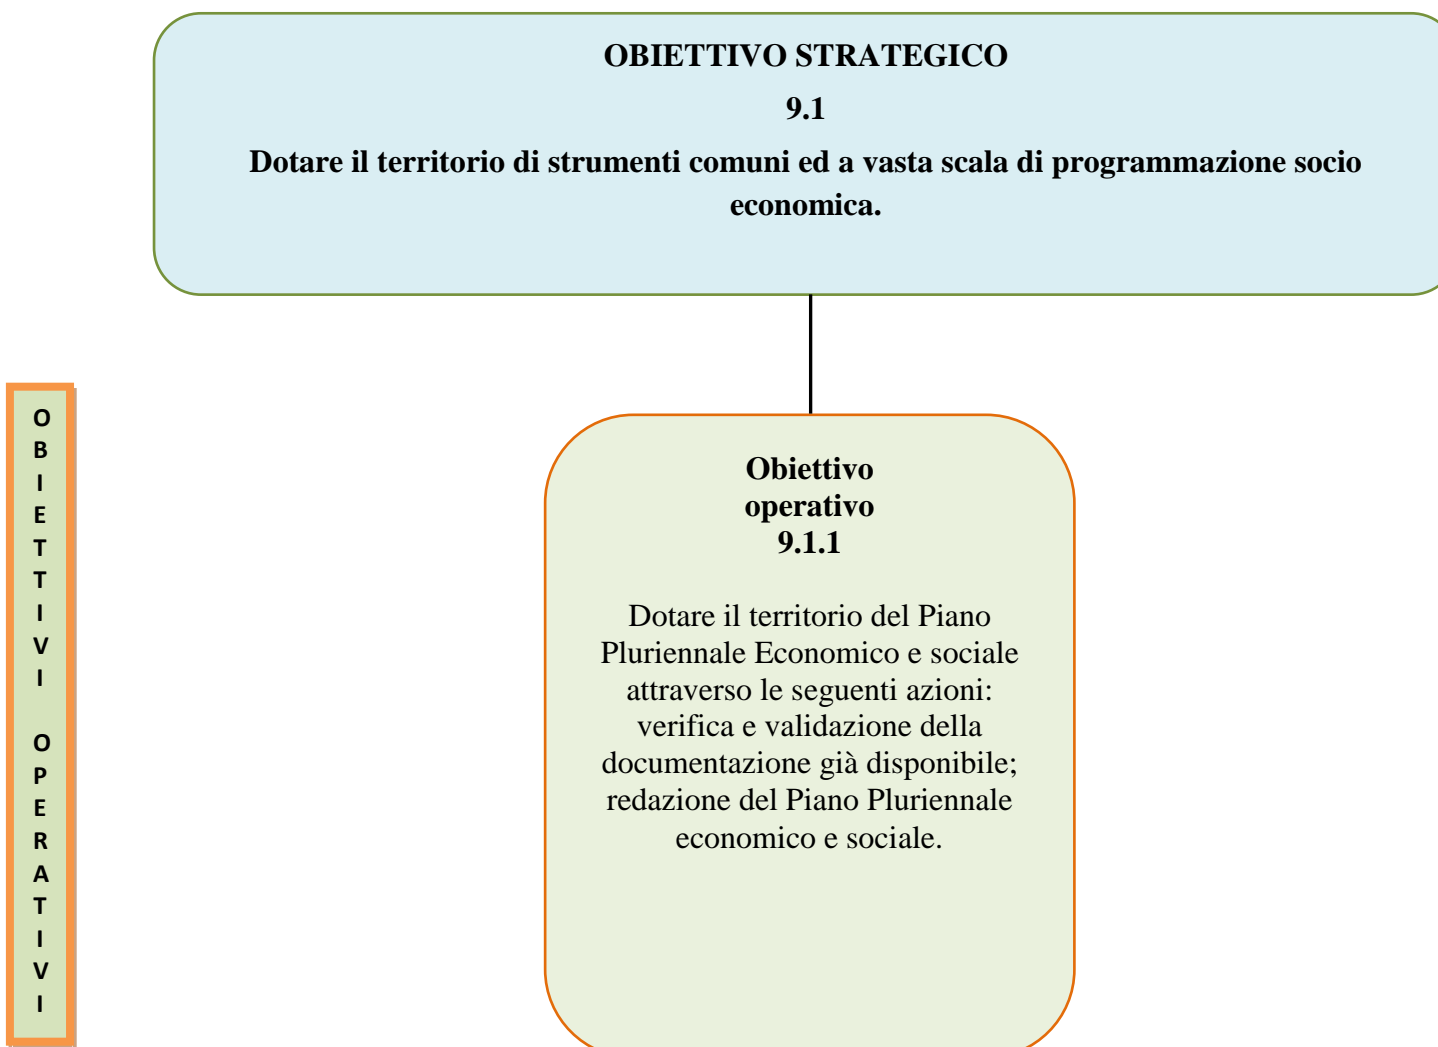 OBIETTIVO STRATEGICO
9.1
Dotare il territorio di strumenti comuni ed a vasta scala di programmazione socio
economica.
OBIETTIVI OPERATIVI
Obiettivo
operativo
9.1.1
Dotare il territorio del Piano
Pluriennale Economico e sociale
attraverso le seguenti azioni:
verifica e validazione della
documentazione già disponibile;
redazione del Piano Pluriennale
economico e sociale.